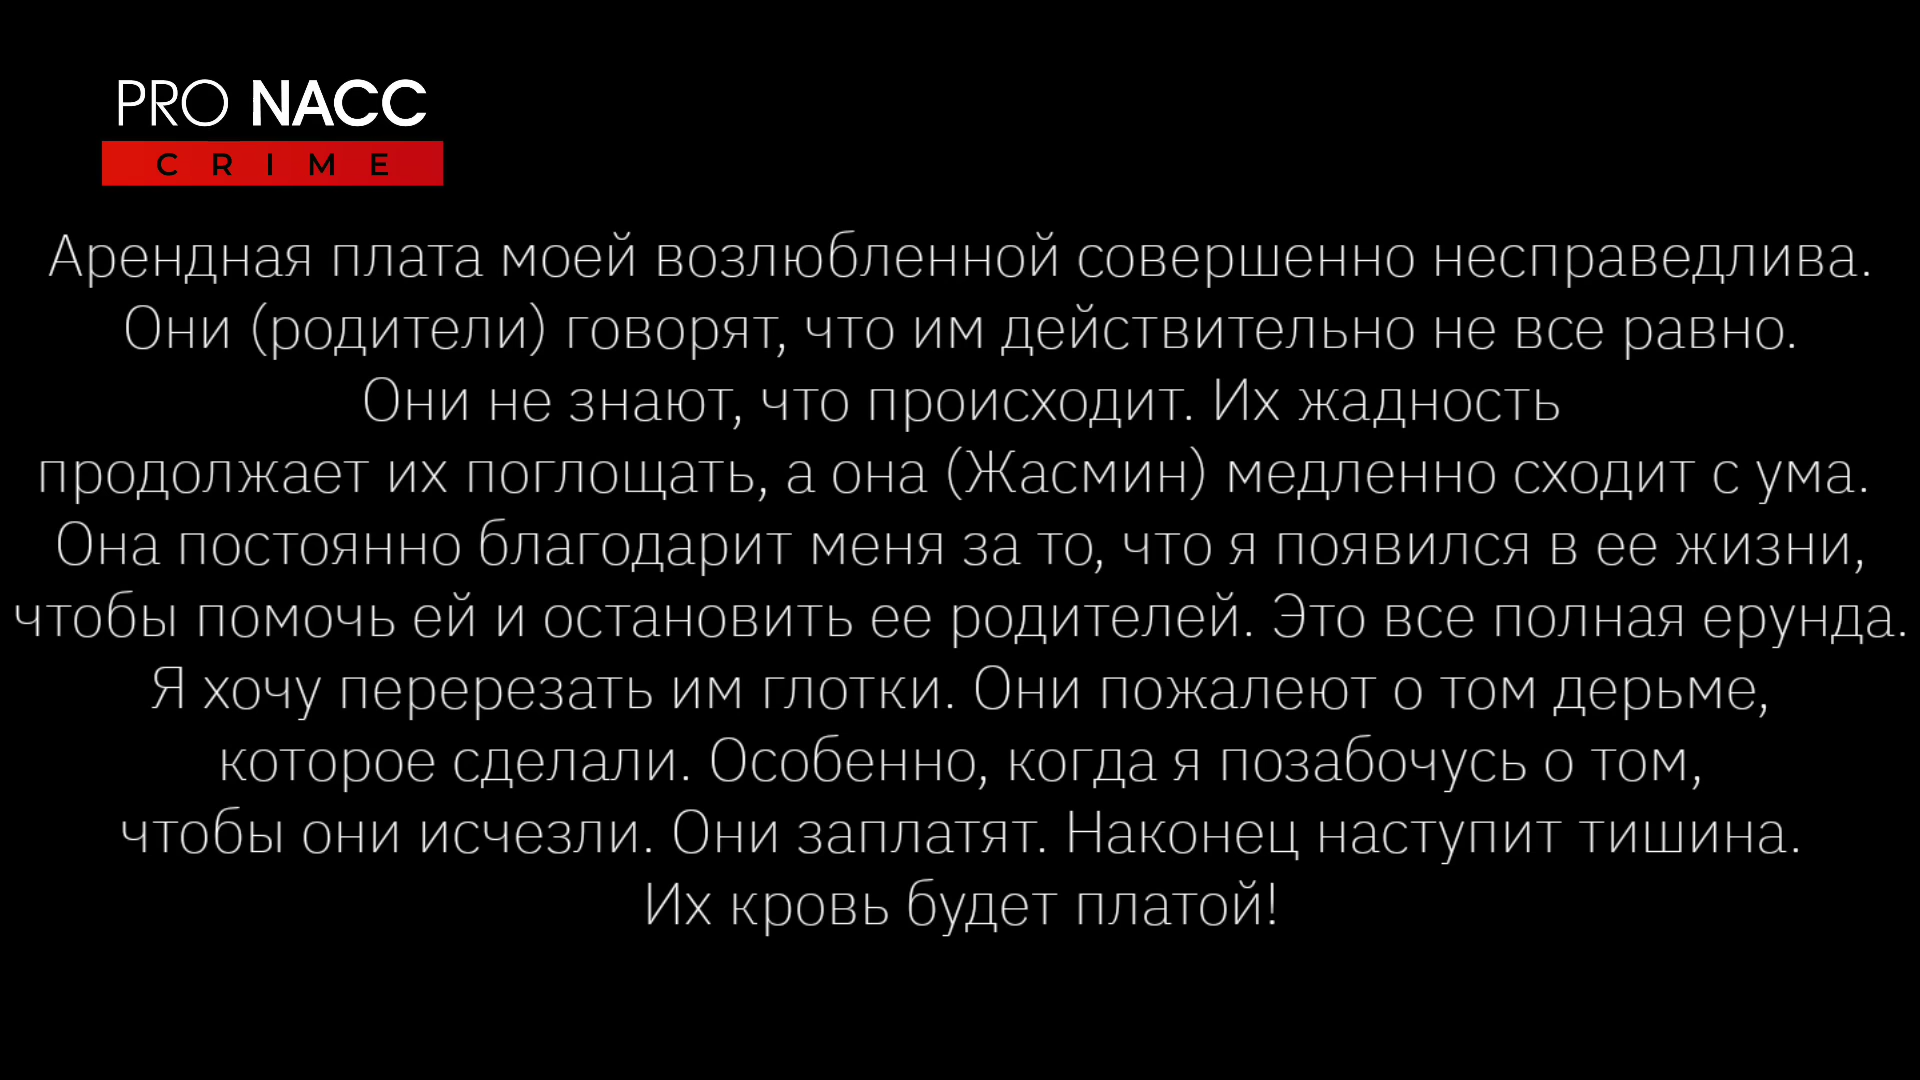 PRO NACC
CRIME
Арендная плата моей возлюбленной совершенно несправедлива.
Они (родители) говорят, что им действительно не все равно.
Они не знают, что происходит. Их жадность
продолжает их поглощать, а она (Жасмин) медленно сходит с ума.
Она постоянно благодарит меня за то, что я появился в ее жизни,
чтобы помочь ей и остановить ее родителей. Это все полная ерунда.
Я хочу перерезать им глотки. Они пожалеют о том дерьме,
которое сделали. Особенно, когда я позабочусь о том,
чтобы они исчезли. Они заплатят. Наконец наступит тишина.
Их кровь будет платой!